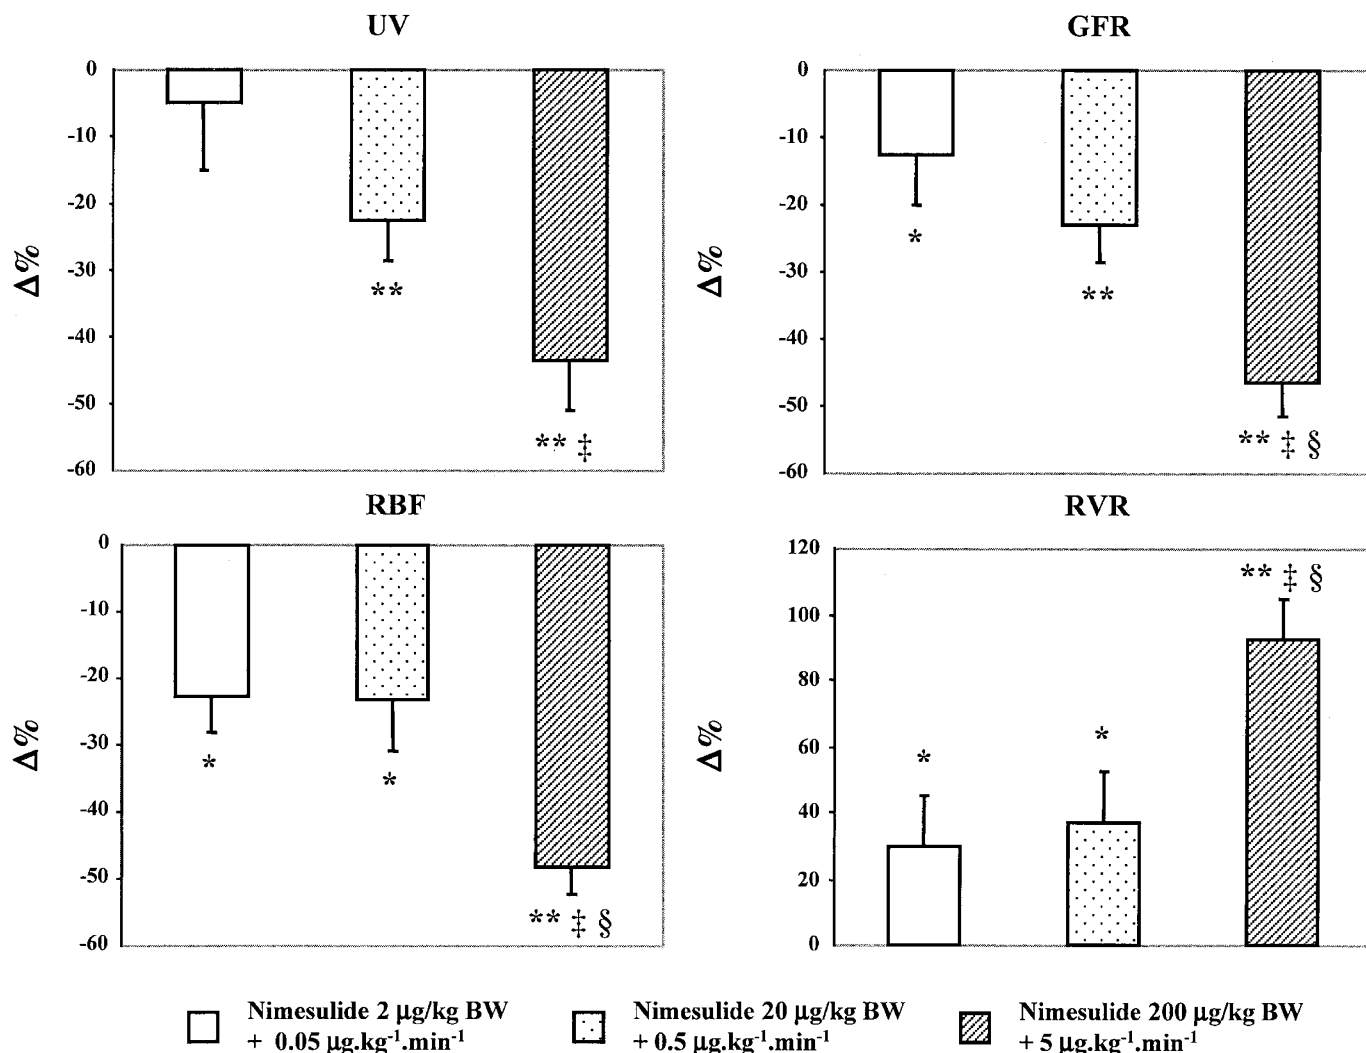 UV
0
-10
-20
-30
-40
-50
-60
Δ%
**
** ‡
GFR
0
-10
-20
-30
-40
-50
-60
Δ%
*
**
** ‡ §
RBF
0
-10
-20
-30
-40
-50
-60
Δ%
*
*
** ‡ §
RVR
120
100
80
60
40
20
0
Δ%
*
*
** ‡ §
Nimesulide 2 µg/kg BW
+ 0.05 µg.kg⁻¹.min⁻¹
Nimesulide 20 µg/kg BW
+ 0.5 µg.kg⁻¹.min⁻¹
Nimesulide 200 µg/kg BW
+ 5 µg.kg⁻¹.min⁻¹